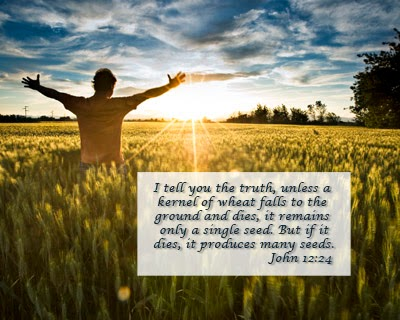 I tell you the truth, unless a
kernel of wheat falls to the
ground and dies, it remains
only a single seed. But if it
dies, it produces many seeds.
John 12:24